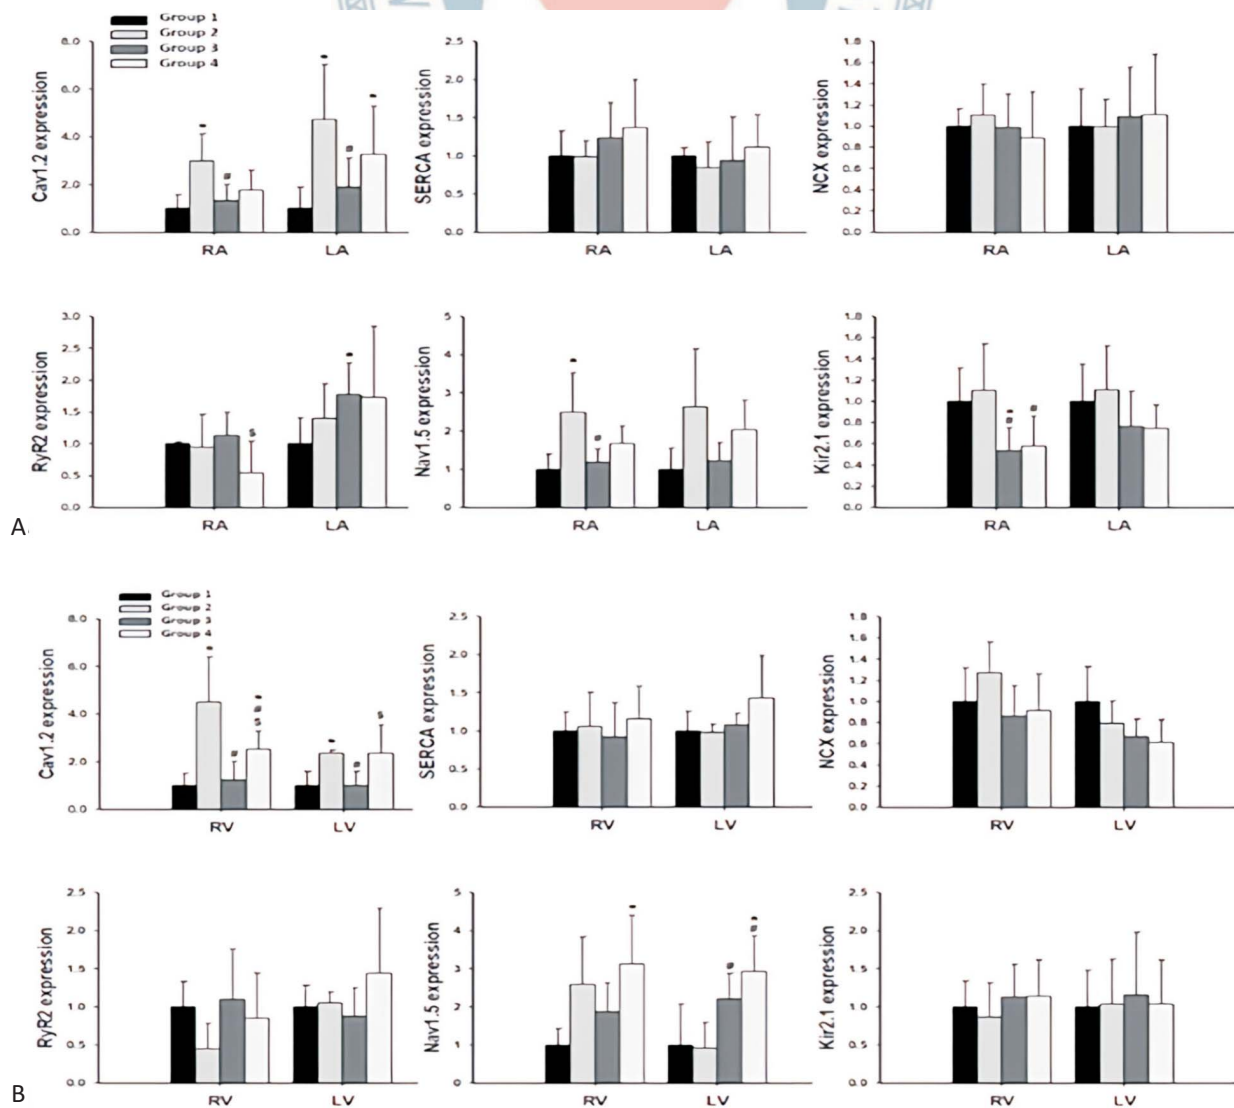 Group 1
Group 2
Group 3
Group 4
Cav1.2 expression
8.0
6.0
4.0
2.0
0.0
* * *
# #
RA LA
SERCA expression
2.5
2.0
1.5
1.0
0.5
0.0
RA LA
NCX expression
1.8
1.6
1.4
1.2
1.0
0.8
0.6
0.4
0.2
0.0
RA LA
RyR2 expression
3.0
2.5
2.0
1.5
1.0
0.5
0.0
$ *
RA LA
Nav1.5 expression
5
4
3
2
1
0
*
#
RA LA
Kir2.1 expression
1.8
1.6
1.4
1.2
1.0
0.8
0.6
0.4
0.2
0.0
*
# #
RA LA
A
Group 1
Group 2
Group 3
Group 4
Cav1.2 expression
8.0
6.0
4.0
2.0
0.0
* # * # $ * # $
RV LV
SERCA expression
2.5
2.0
1.5
1.0
0.5
0.0
RV LV
NCX expression
1.8
1.6
1.4
1.2
1.0
0.8
0.6
0.4
0.2
0.0
RV LV
RyR2 expression
2.5
2.0
1.5
1.0
0.5
0.0
RV LV
Nav1.5 expression
5
4
3
2
1
0
* # * #
RV LV
Kir2.1 expression
2.5
2.0
1.5
1.0
0.5
0.0
RV LV
B